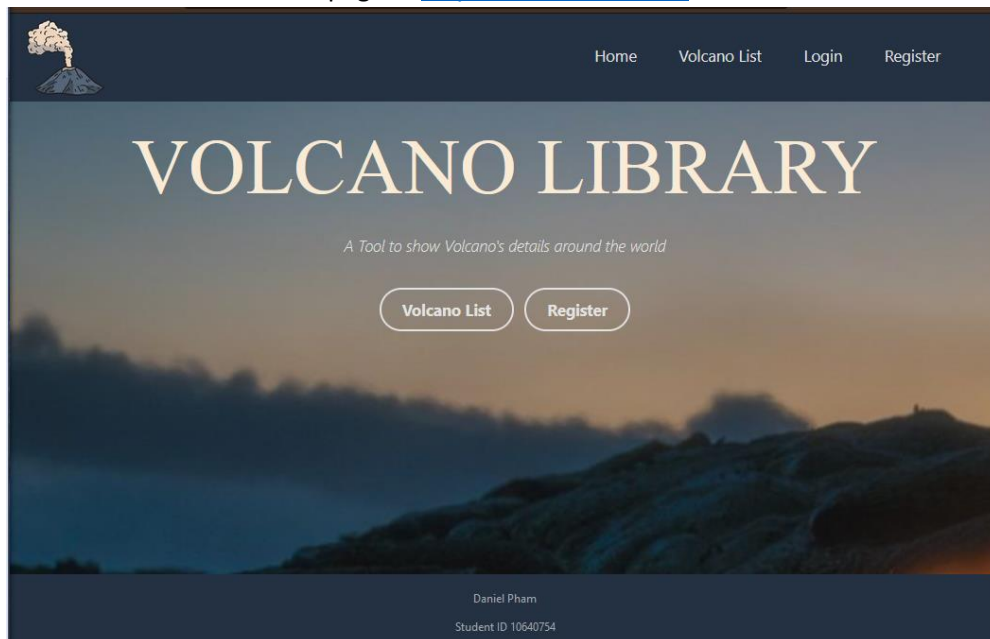 Home Volcano List Login Register
VOLCANO LIBRARY
A Tool to show Volcano's details around the world
Volcano List Register
Daniel Pham
Student ID 10640754